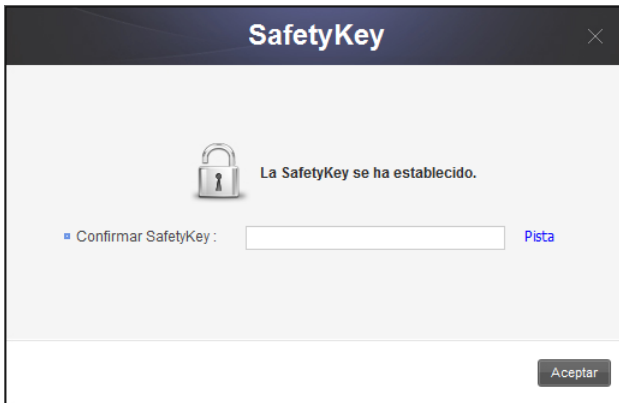 SafetyKey
La SafetyKey se ha establecido.
Confirmar SafetyKey : Pista
Aceptar